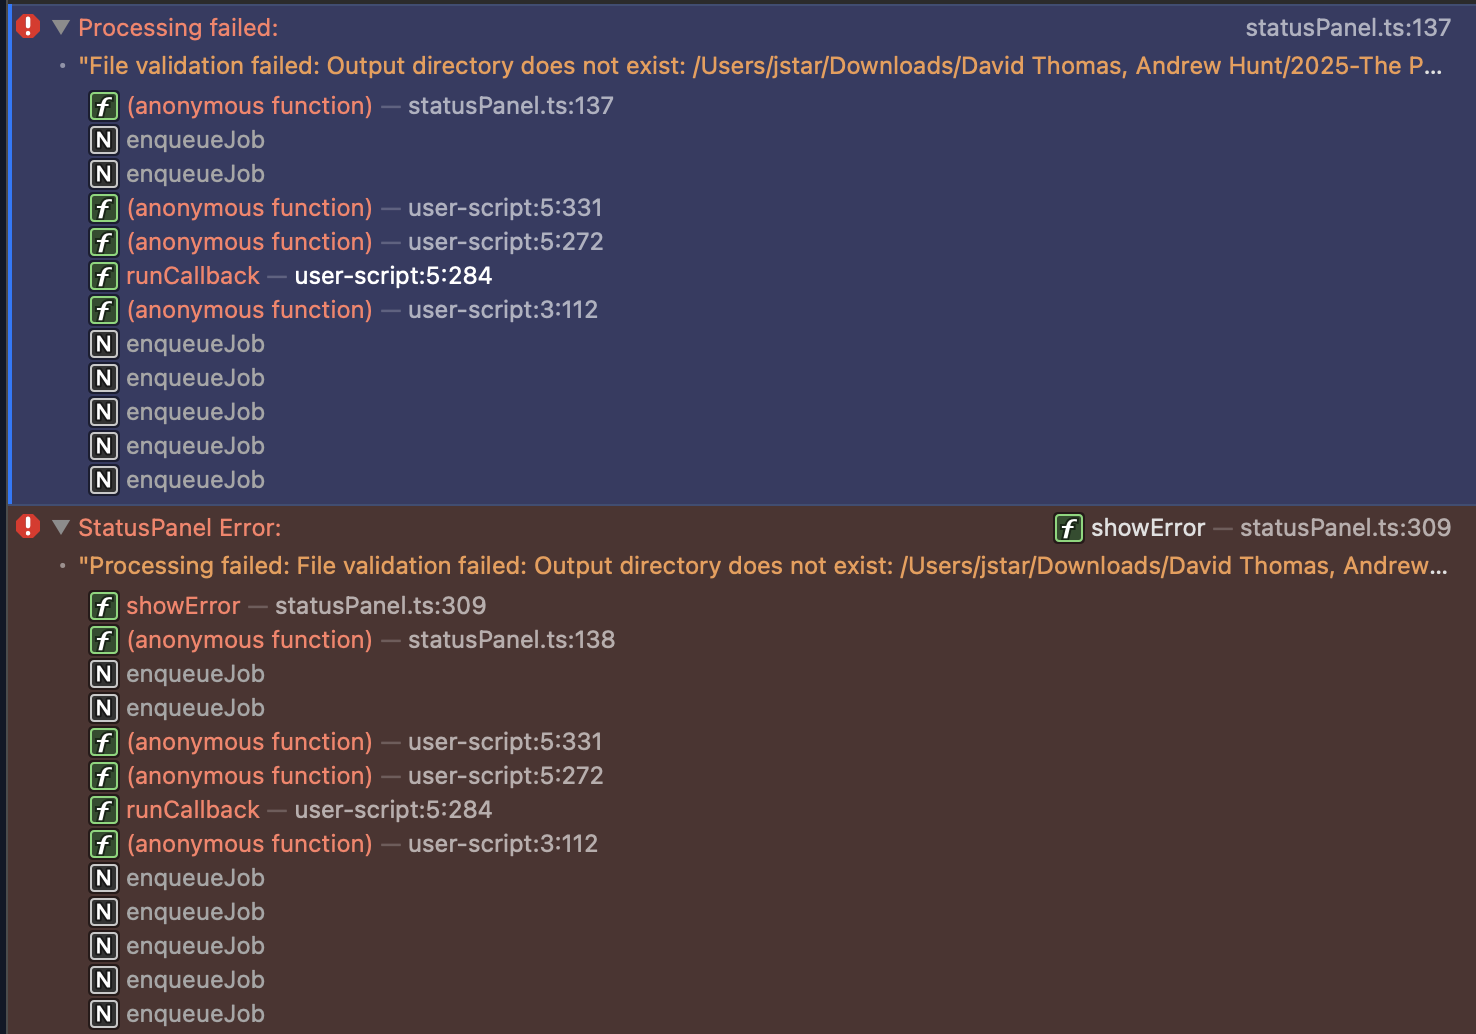 Processing failed: statusPanel.ts:137
• "File validation failed: Output directory does not exist: /Users/jstar/Downloads/David Thomas, Andrew Hunt/2025-The P...
f (anonymous function) — statusPanel.ts:137
N enqueueJob
N enqueueJob
f (anonymous function) — user-script:5:331
f (anonymous function) — user-script:5:272
f runCallback — user-script:5:284
f (anonymous function) — user-script:3:112
N enqueueJob
N enqueueJob
N enqueueJob
N enqueueJob
N enqueueJob
StatusPanel Error: f showError — statusPanel.ts:309
• "Processing failed: File validation failed: Output directory does not exist: /Users/jstar/Downloads/David Thomas, Andrew...
f showError — statusPanel.ts:309
f (anonymous function) — statusPanel.ts:138
N enqueueJob
N enqueueJob
f (anonymous function) — user-script:5:331
f (anonymous function) — user-script:5:272
f runCallback — user-script:5:284
f (anonymous function) — user-script:3:112
N enqueueJob
N enqueueJob
N enqueueJob
N enqueueJob
N enqueueJob